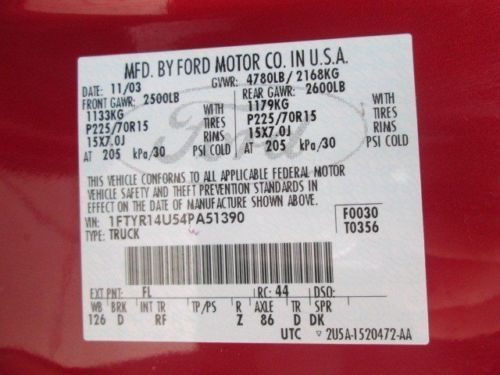 MFD. BY FORD MOTOR CO. IN U.S.A.
DATE: 11/03 GVWR: 4780LB/ 2168KG
FRONT GAWR: 2500LB REAR GAWR: 2600LB
1133KG WITH 1179KG WITH
P225/70R15 TIRES P225/70R15 TIRES
15X7.0J RIMS 15X7.0J RIMS
AT 205 kPa/30 PSI COLD AT 205 kPa/30 PSI COLD
Ford
THIS VEHICLE CONFORMS TO ALL APPLICABLE FEDERAL MOTOR
VEHICLE SAFETY AND THEFT PREVENTION STANDARDS IN
EFFECT ON THE DATE OF MANUFACTURE SHOWN ABOVE.
VIN: 1FTYR14U54PA51390 F0030
TYPE: TRUCK T0356
EXT PNT: FL RC: 44 DSO:
WB BRK INT TR TP/PS R AXLE TR SPR
126 D RF Z 86 D DK
UTC 2U5A-1520472-AA